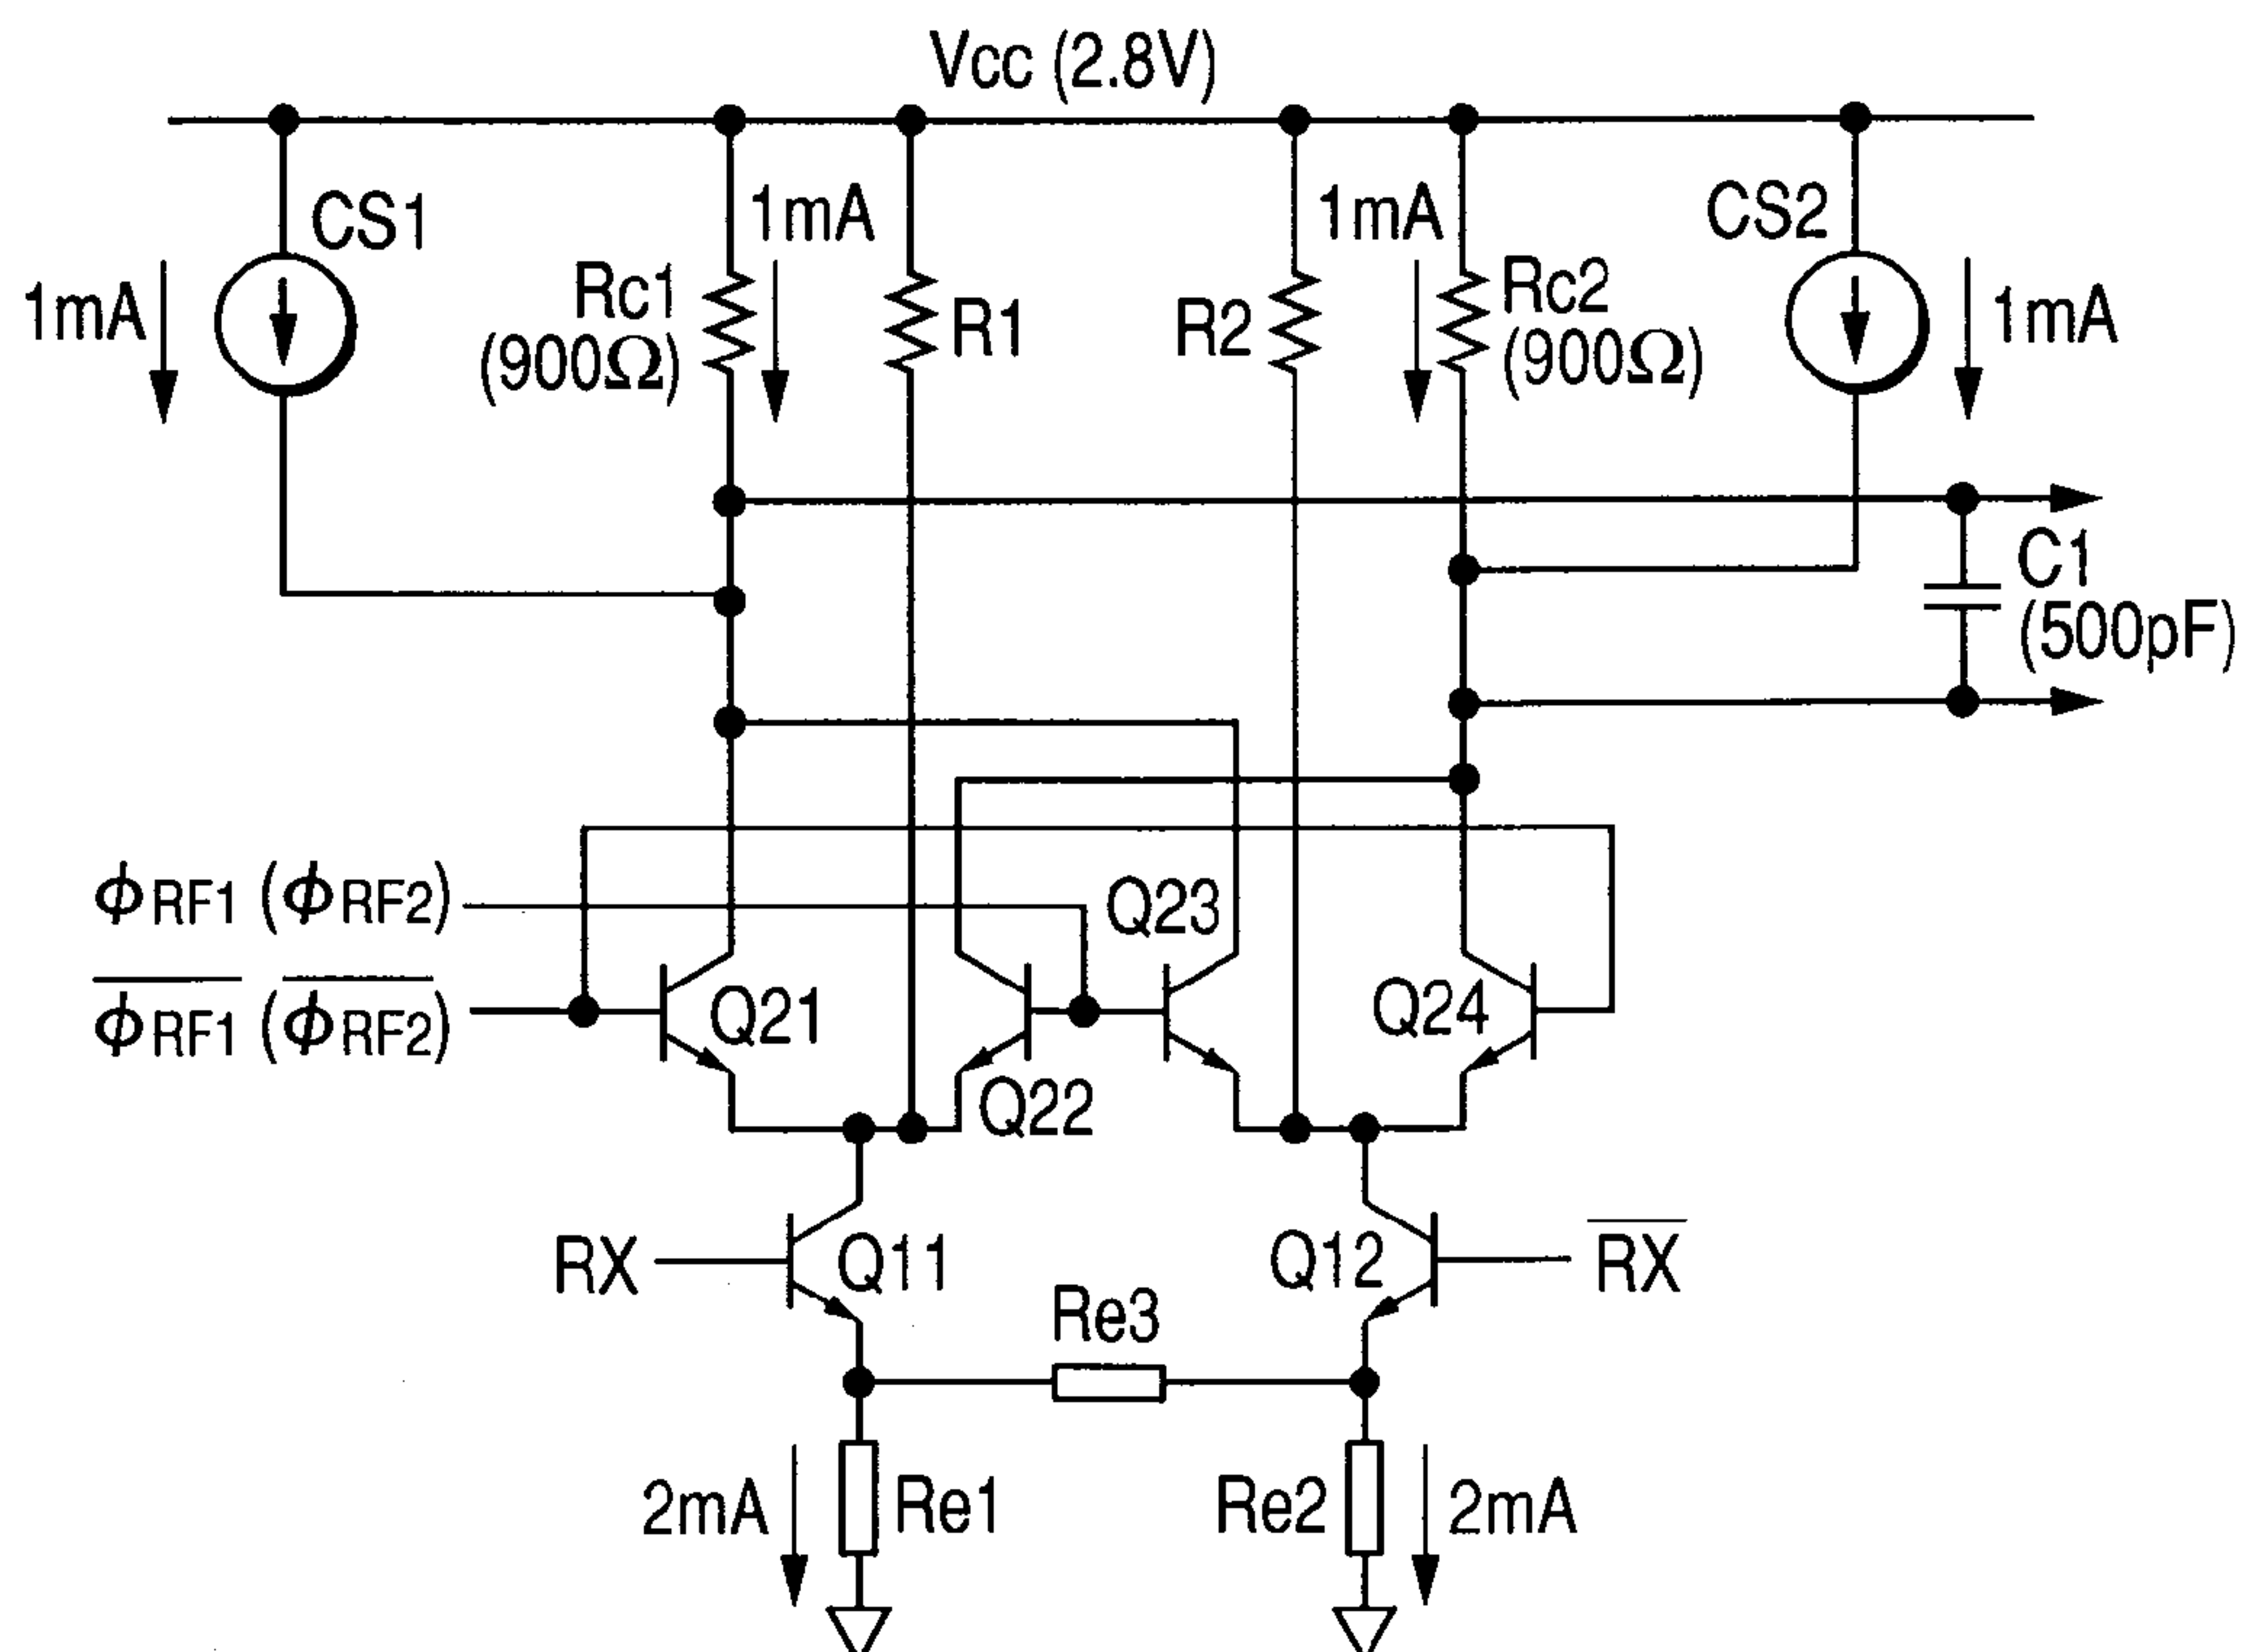 Vcc (2.8V)
CS1
1mA
1mA
CS2
1mA
Rc1
(900Ω)
R1
R2
Rc2
(900Ω)
1mA
C1
(500pF)
ϕRF1 (ϕRF2)
Q23
ϕRF1 (ϕRF2)
Q21
Q24
Q22
RX
Q11
Q12
RX
Re3
2mA
Re1
Re2
2mA